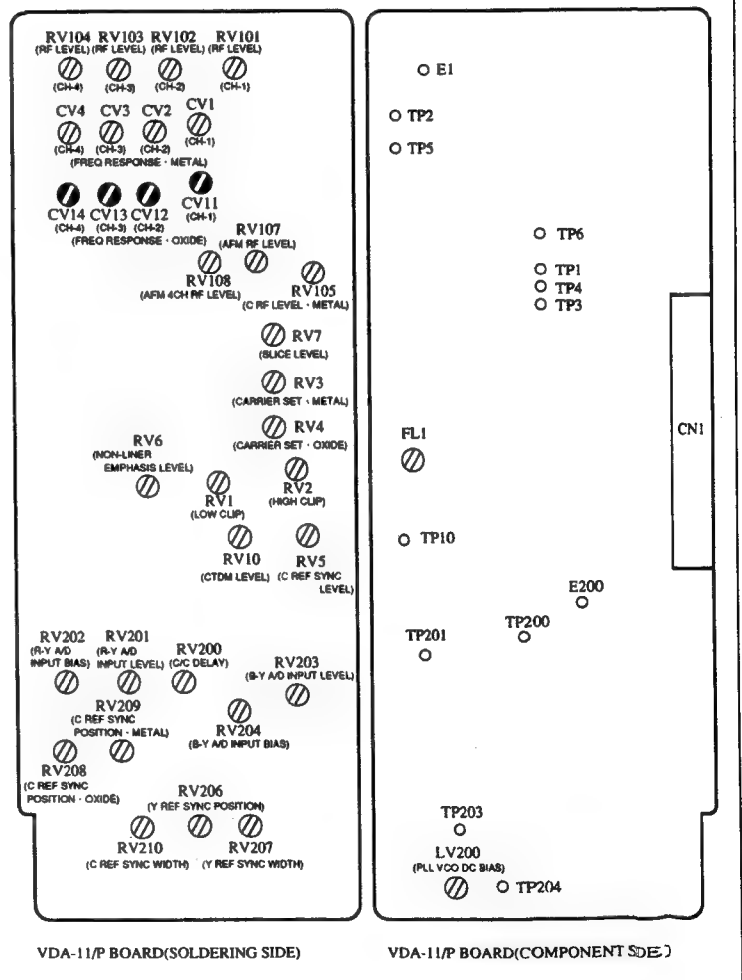 RV104 RV103 RV102 RV101
(RF LEVEL) (RF LEVEL) (RF LEVEL) (RF LEVEL)
(CH-4) (CH-3) (CH-2) (CH-1)
CV4 CV3 CV2 CV1
(CH-4) (CH-3) (CH-2) (CH-1)
(FREQ RESPONSE · METAL)
CV14 CV13 CV12 CV11
(CH-4) (CH-3) (CH-2) (CH-1)
(FREQ RESPONSE · OXIDE)
RV107
(AFM RF LEVEL)
RV108
(AFM 4CH RF LEVEL)
RV105
(C RF LEVEL · METAL)
RV7
(SLICE LEVEL)
RV3
(CARRIER SET · METAL)
RV4
(CARRIER SET · OXIDE)
RV6
(NON-LINER
EMPHASIS LEVEL)
RV1
(LOW CLIP)
RV2
(HIGH CLIP)
RV10
(CTDM LEVEL)
RV5
(C REF SYNC
LEVEL)
RV202
(R-Y A/D
INPUT BIAS)
RV201
(R-Y A/D
INPUT LEVEL)
RV200
(C/C DELAY)
RV203
(B-Y A/D INPUT LEVEL)
RV209
(C REF SYNC
POSITION · METAL)
RV204
(B-Y A/D INPUT BIAS)
RV208
(C REF SYNC
POSITION · OXIDE)
RV206
(Y REF SYNC POSITION)
RV210
(C REF SYNC WIDTH)
RV207
(Y REF SYNC WIDTH)
VDA-11/P BOARD(SOLDERING SIDE)
E1
TP2
TP5
TP6
TP1
TP4
TP3
FL1
CN1
TP10
E200
TP200
TP201
TP203
LV200
(PLL VCO DC BIAS)
TP204
VDA-11/P BOARD(COMPONENT SIDE)